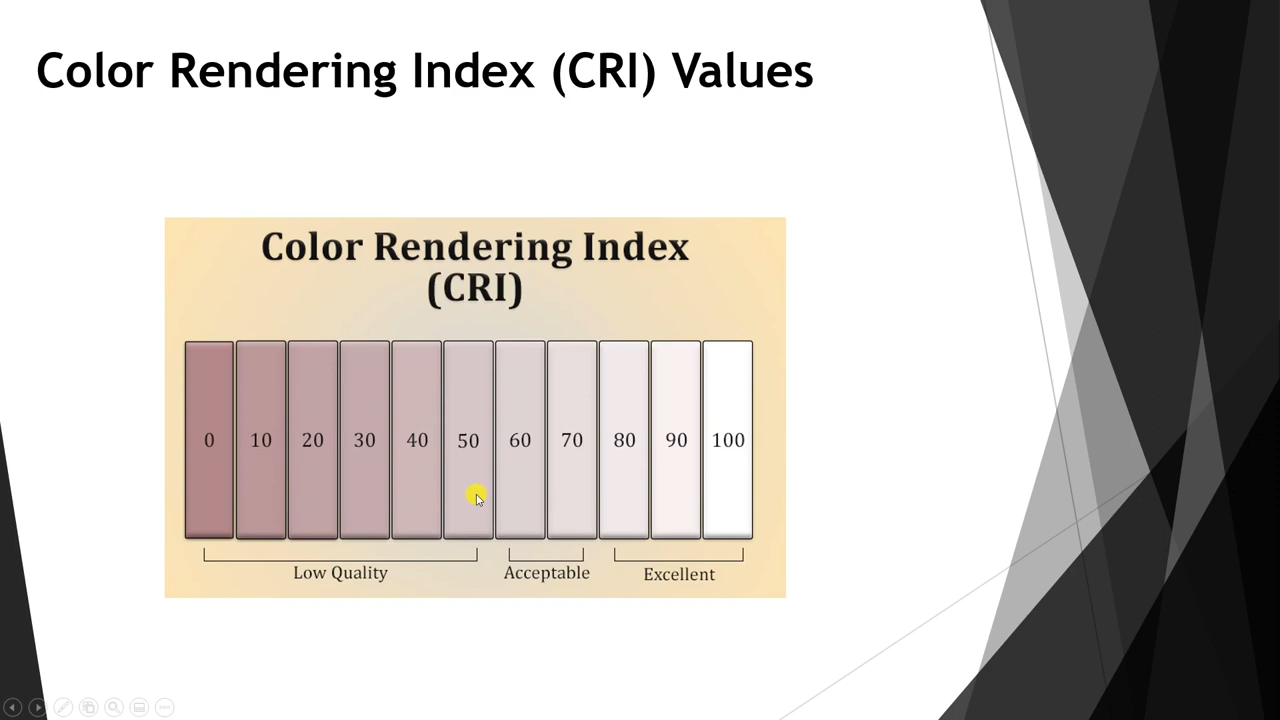 Color Rendering Index (CRI) Values
Color Rendering Index
(CRI)
0 10 20 30 40 50 60 70 80 90 100
Low Quality Acceptable Excellent